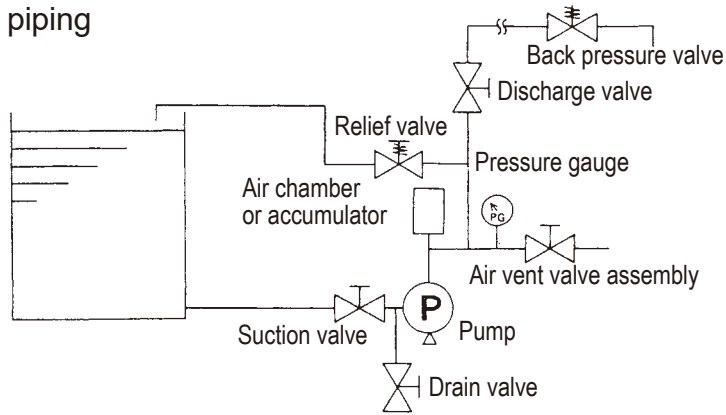 piping
Back pressure valve
Discharge valve
Relief valve
Pressure gauge
Air chamber
or accumulator
PG
Air vent valve assembly
P
Suction valve
Pump
Drain valve